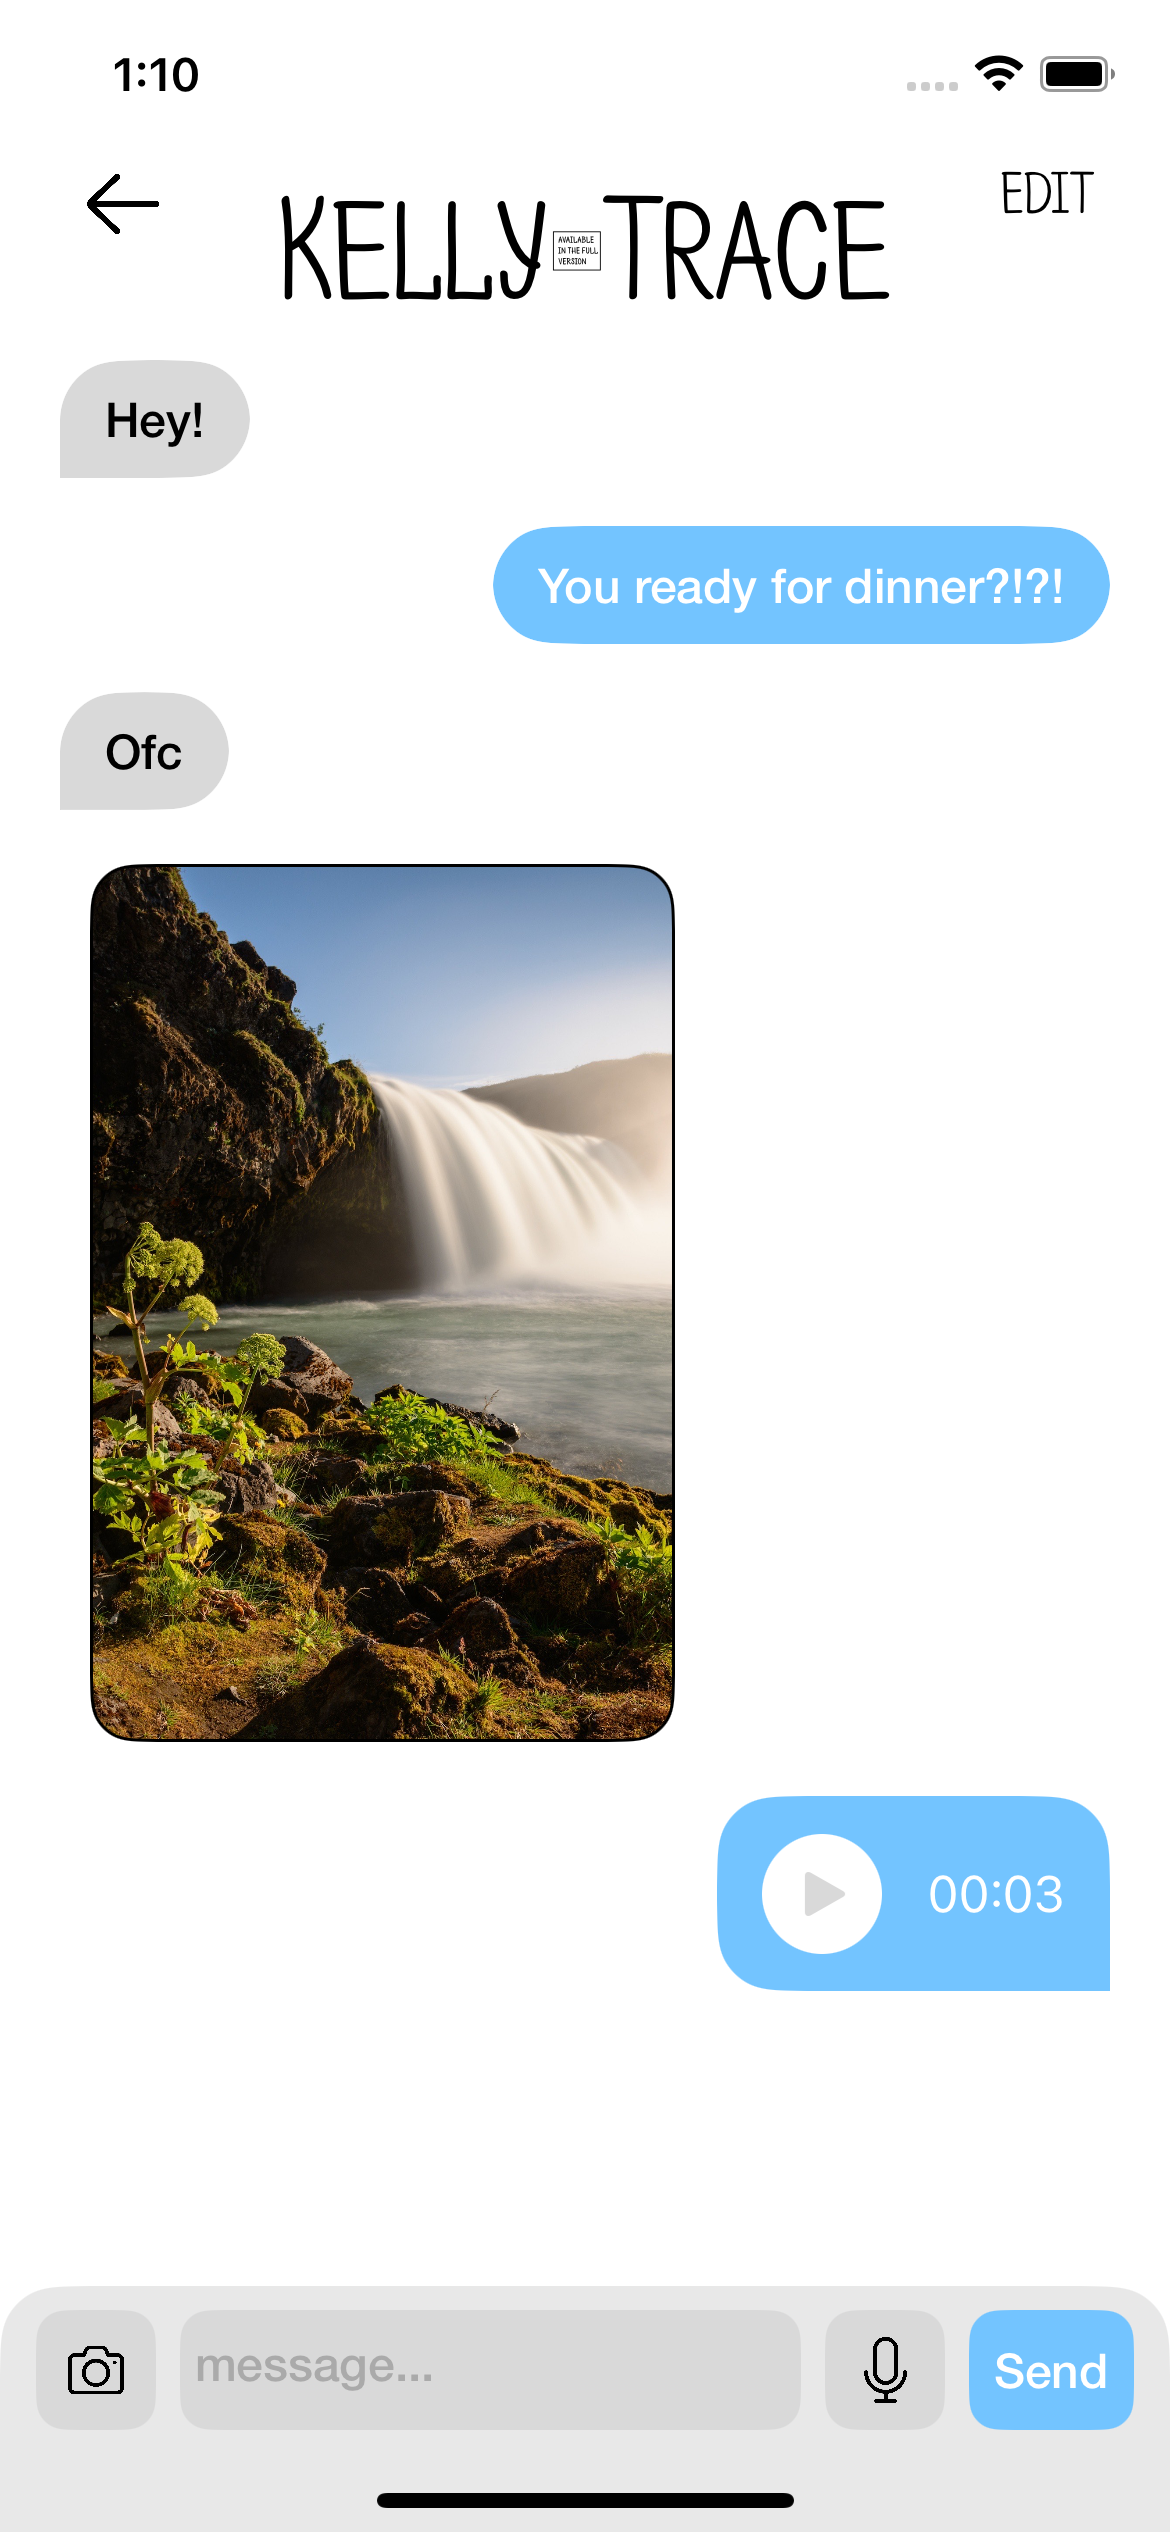 1:10
EDIT
KELLY TRACE
AVAILABLE
IN THE FULL
VERSION
Hey!
You ready for dinner?!?!
Ofc
00:03
message...
Send